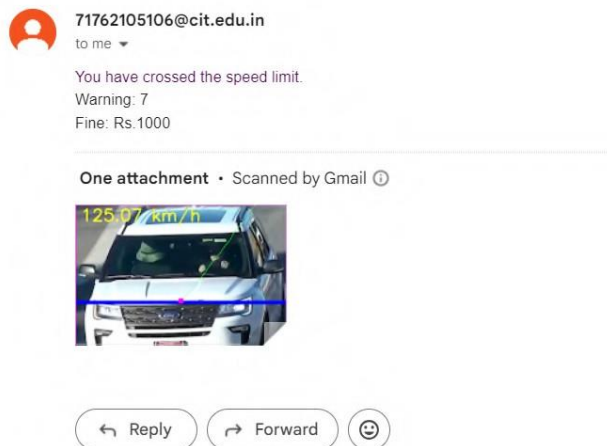 71762105106@cit.edu.in
to me
You have crossed the speed limit.
Warning: 7
Fine: Rs.1000
One attachment • Scanned by Gmail
125.07 km/h
Reply
Forward